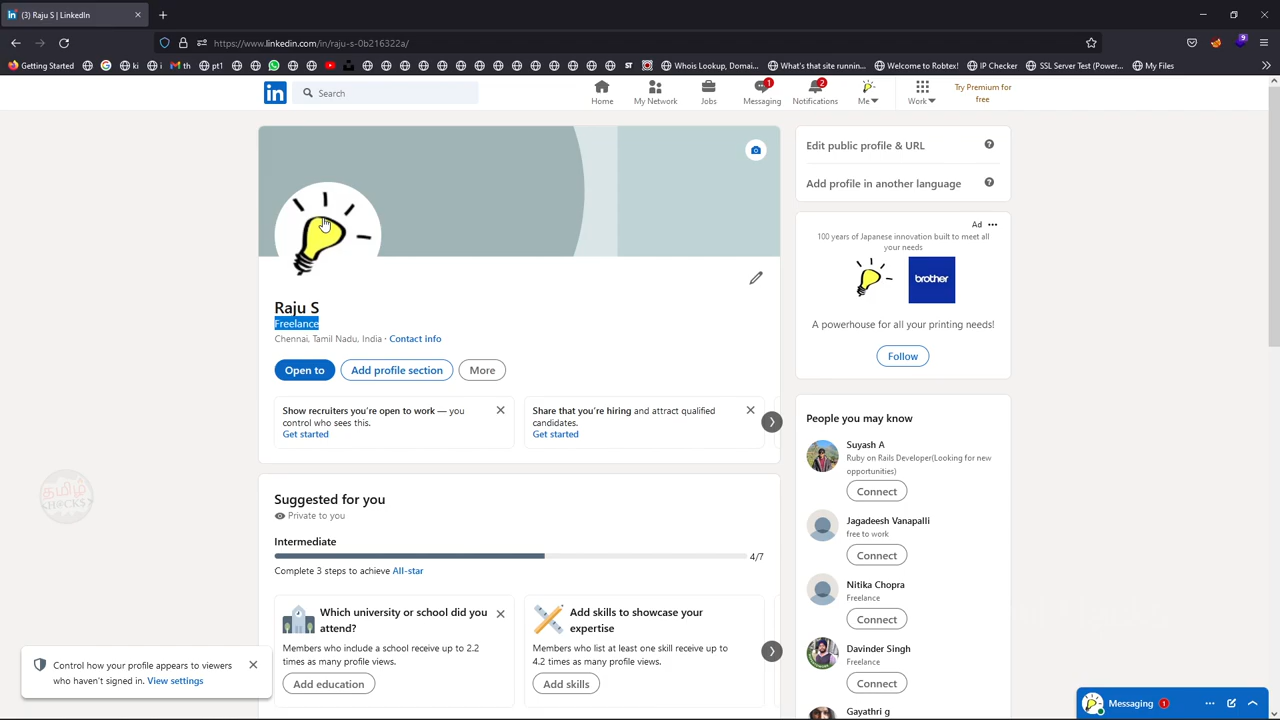 (3) Raju S | LinkedIn
https://www.linkedin.com/in/raju-s-0b216322a/
Getting Started
ki
th
pt1
ST
Whois Lookup, Domai...
What's that site runnin...
Welcome to Robtex!
IP Checker
SSL Server Test (Power...
My Files
9
in
Search
Home
My Network
Jobs
1
Messaging
2
Notifications
Me
Work
Try Premium for
free
Raju S
Freelance
Chennai, Tamil Nadu, India · Contact info
Open to
Add profile section
More
Show recruiters you're open to work — you
control who sees this.
Get started
Share that you're hiring and attract qualified
candidates.
Get started
Suggested for you
Private to you
Intermediate
4/7
Complete 3 steps to achieve All-star
Which university or school did you
attend?
Members who include a school receive up to 2.2
times as many profile views.
Add education
Add skills to showcase your
expertise
Members who list at least one skill receive up to
4.2 times as many profile views.
Add skills
Edit public profile & URL
Add profile in another language
Ad
100 years of Japanese innovation built to meet all
your needs
brother
A powerhouse for all your printing needs!
Follow
People you may know
Suyash A
Ruby on Rails Developer(Looking for new
opportunities)
Connect
Jagadeesh Vanapalli
free to work
Connect
Nitika Chopra
Freelance
Connect
Davinder Singh
Freelance
Connect
Gayathri g
Control how your profile appears to viewers
who haven't signed in. View settings
Messaging
1
தமிழ்